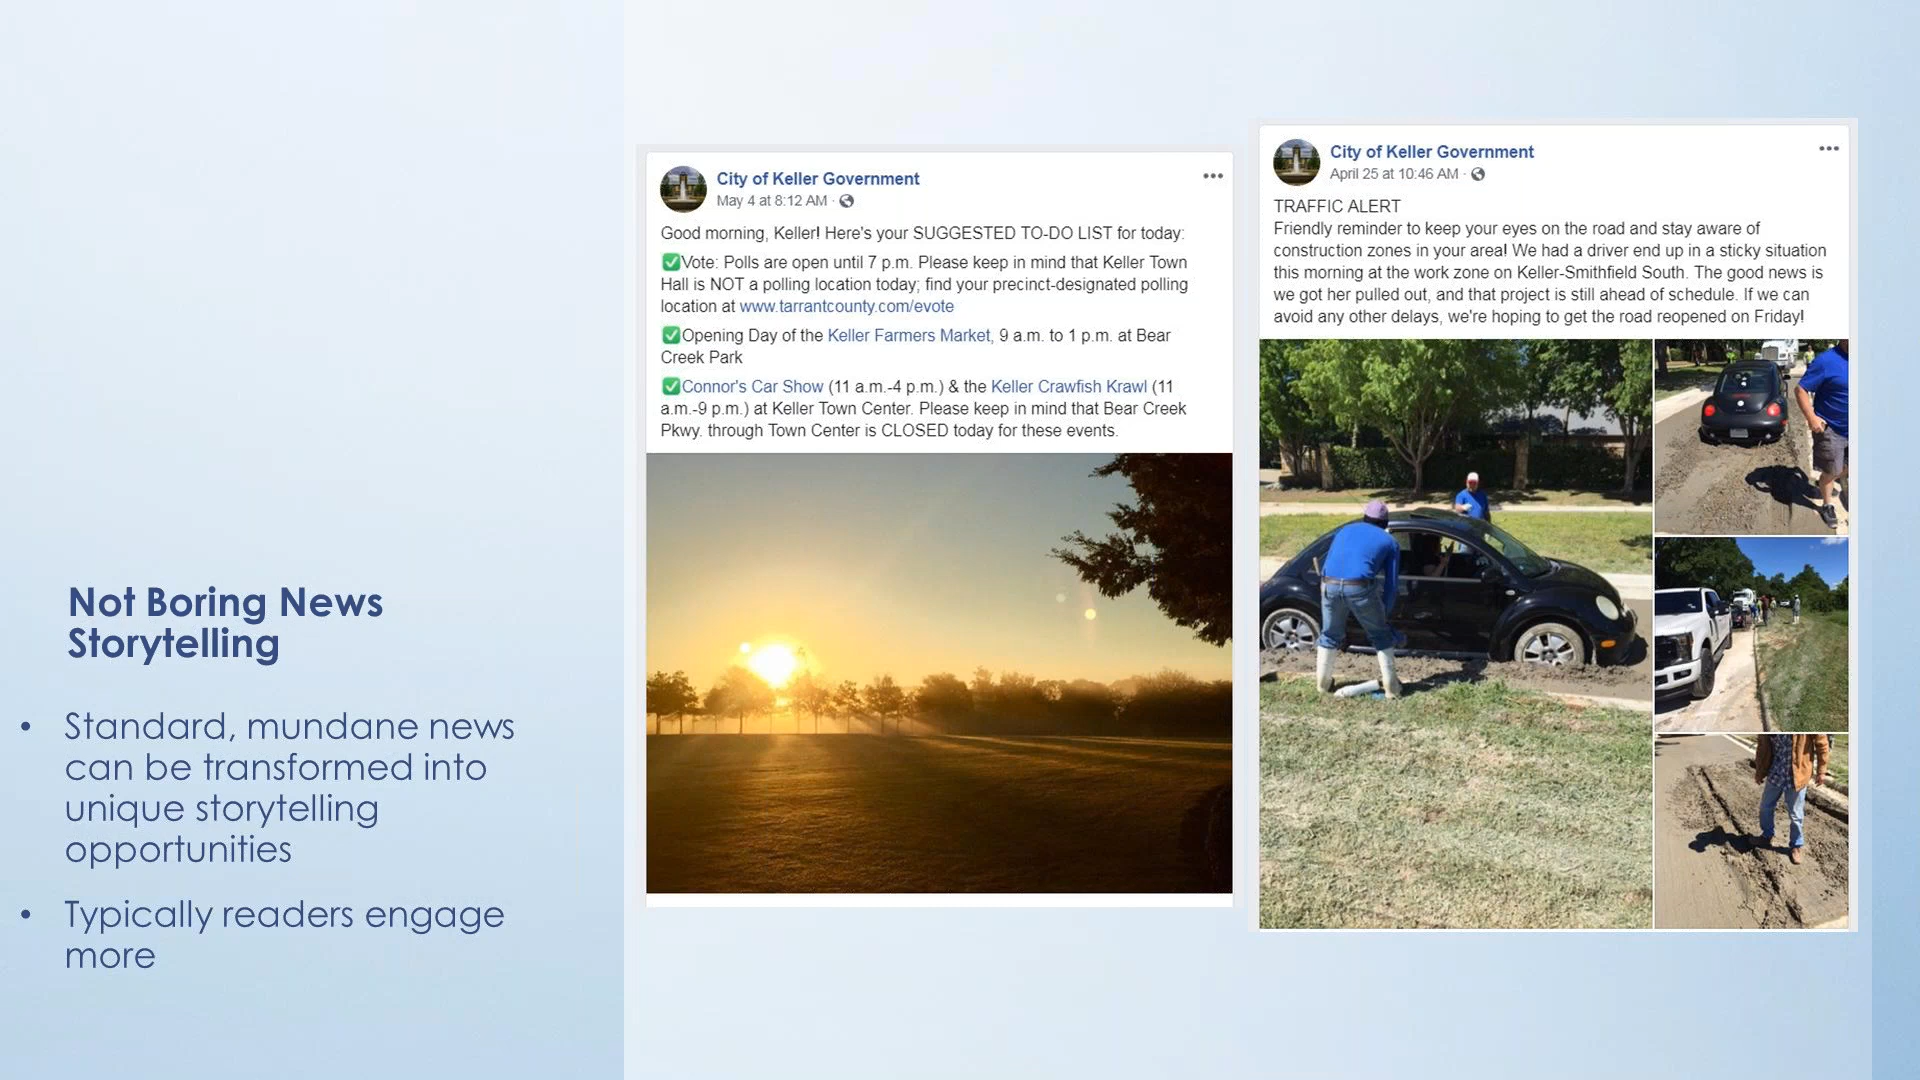 Not Boring News
Storytelling
• Standard, mundane news
can be transformed into
unique storytelling
opportunities
• Typically readers engage
more
City of Keller Government
May 4 at 8:12 AM ·
Good morning, Keller! Here's your SUGGESTED TO-DO LIST for today:
✅Vote: Polls are open until 7 p.m. Please keep in mind that Keller Town
Hall is NOT a polling location today; find your precinct-designated polling
location at www.tarrantcounty.com/evote
✅Opening Day of the Keller Farmers Market, 9 a.m. to 1 p.m. at Bear
Creek Park
✅Connor's Car Show (11 a.m.-4 p.m.) & the Keller Crawfish Krawl (11
a.m.-9 p.m.) at Keller Town Center. Please keep in mind that Bear Creek
Pkwy. through Town Center is CLOSED today for these events.
City of Keller Government
April 25 at 10:46 AM ·
TRAFFIC ALERT
Friendly reminder to keep your eyes on the road and stay aware of
construction zones in your area! We had a driver end up in a sticky situation
this morning at the work zone on Keller-Smithfield South. The good news is
we got her pulled out, and that project is still ahead of schedule. If we can
avoid any other delays, we're hoping to get the road reopened on Friday!